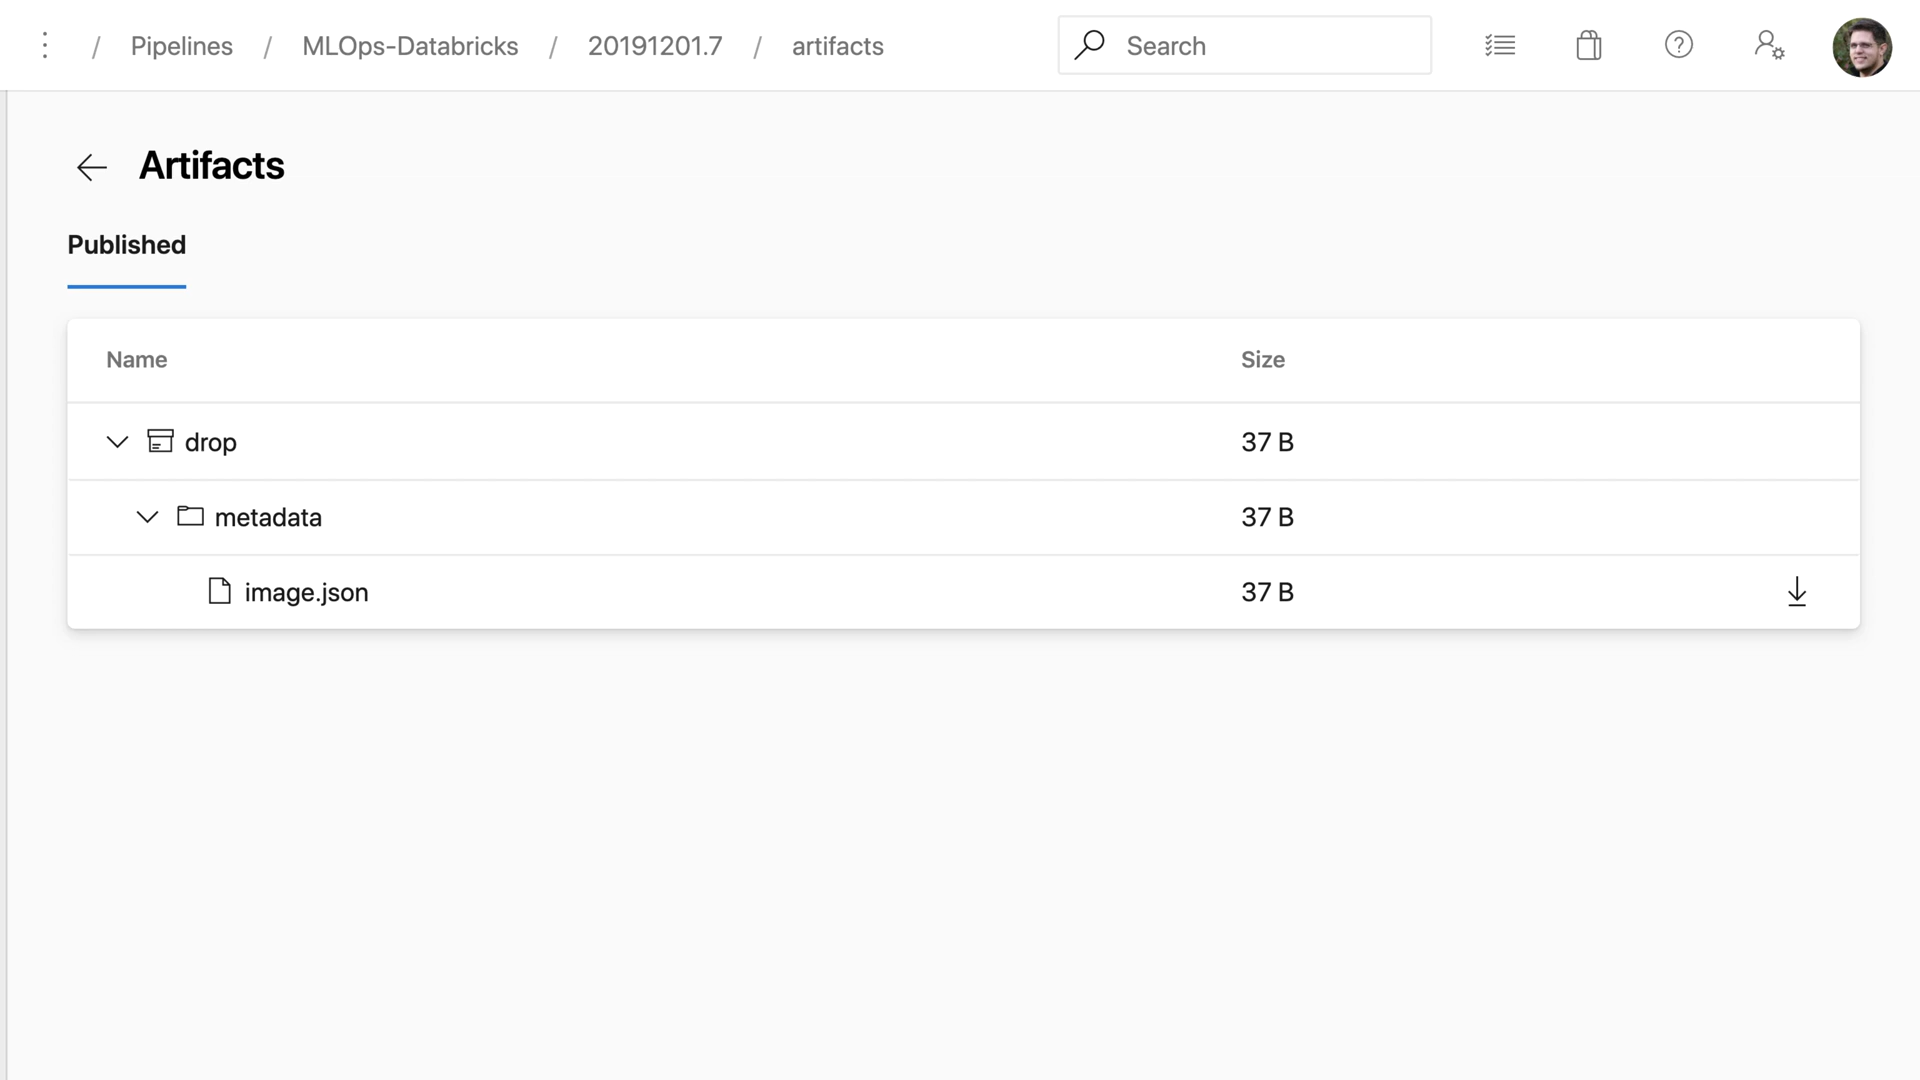 / Pipelines / MLOps-Databricks / 20191201.7 / artifacts Search
Artifacts
Published
Name Size
drop 37 B
metadata 37 B
image.json 37 B